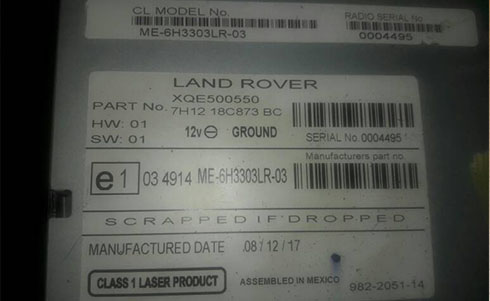 CL MODEL No.
RADIO SERIAL No
ME-6H3303LR-03
0004495
LAND ROVER
XQE500550
PART No. 7H12 18C873 BC
HW: 01
SW: 01
12v ⊖ GROUND
SERIAL No. 0004495
Manufacturers part no.
e1 03 4914 ME-6H3303LR-03
SCRAPPED IF DROPPED
MANUFACTURED DATE .08/12/17
CLASS 1 LASER PRODUCT
ASSEMBLED IN MEXICO
982-2051-14